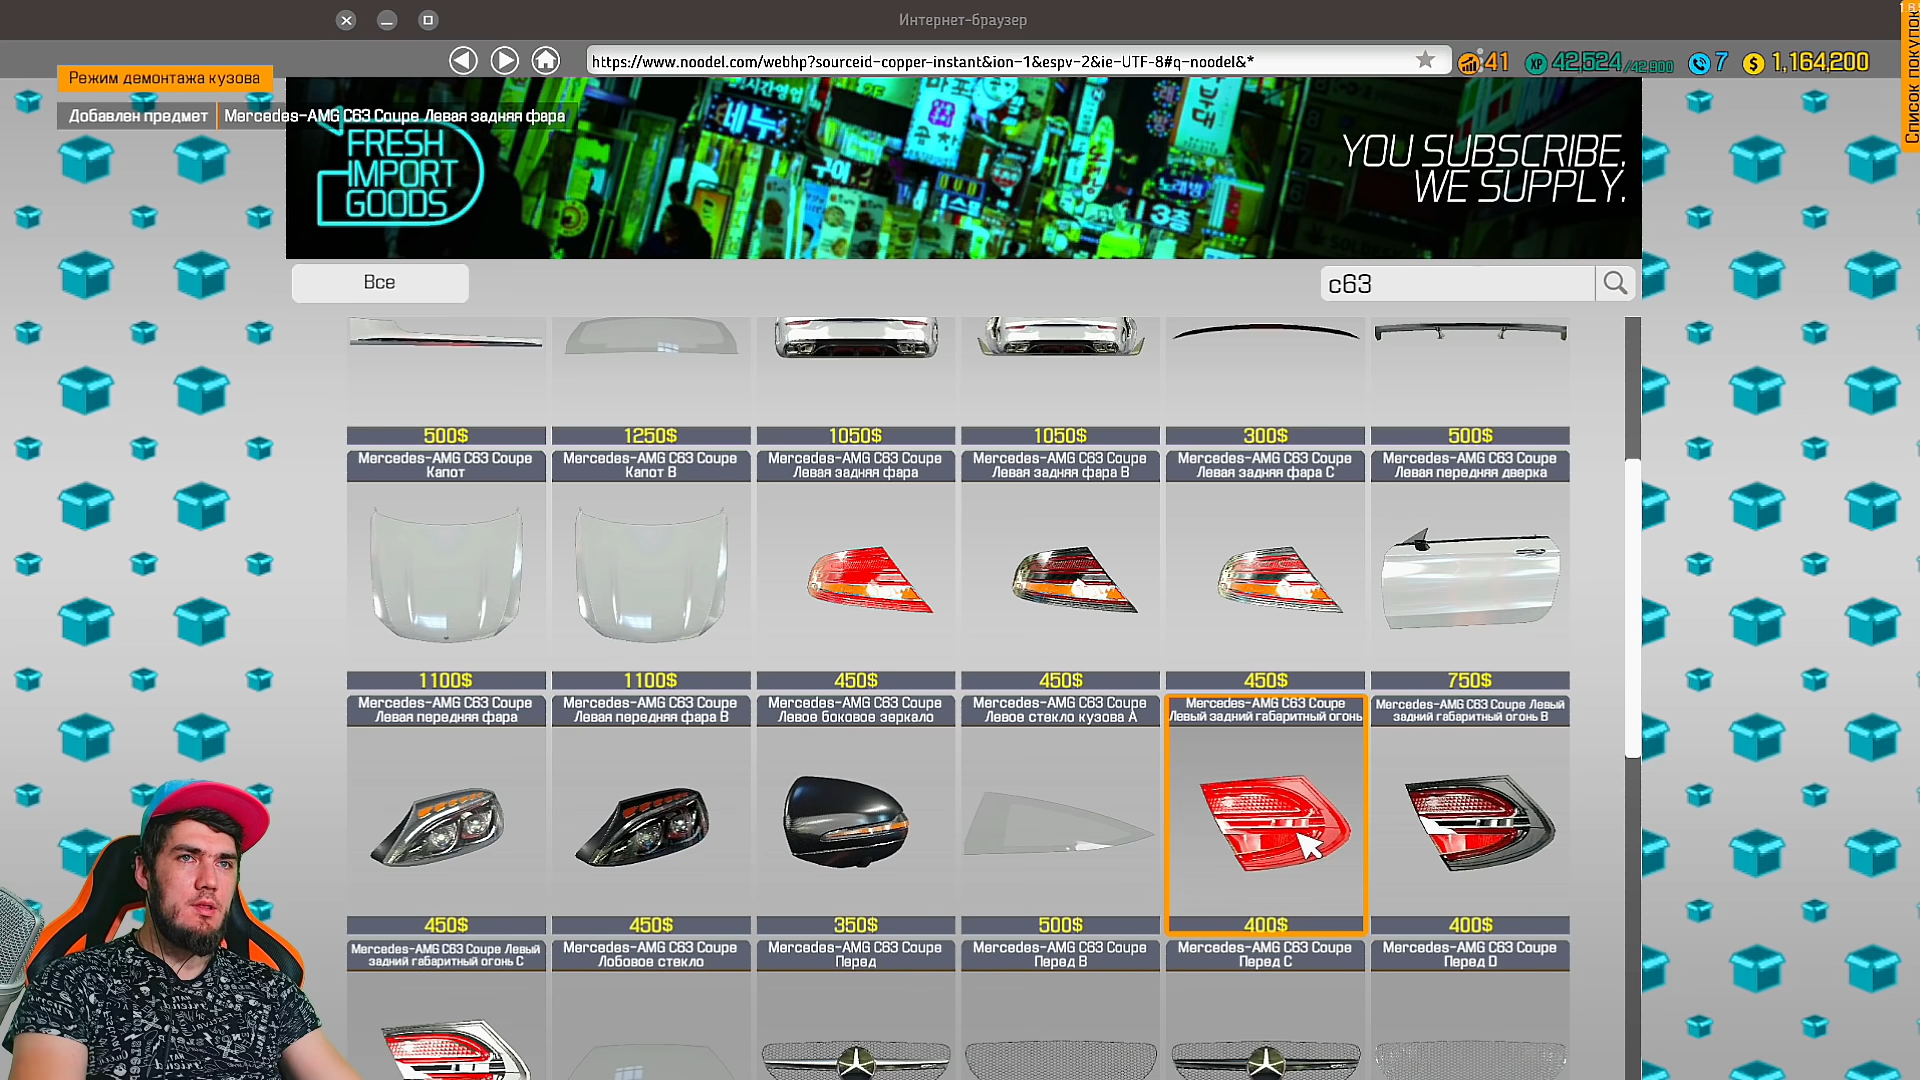 Интернет-браузер
https://www.noodel.com/webhp?sourceid-copper-instant&ion-1&espv-2&ie-UTF-8#q-noodel&*
41
XP 42,524/42,900
7
$ 1,164,200
Список покупок
Режим демонтажа кузова
Добавлен предмет
Mercedes-AMG C63 Coupe Левая задняя фара
FRESH
IMPORT
GOODS
YOU SUBSCRIBE,
WE SUPPLY.
Все
c63
500$
1250$
1050$
1050$
300$
500$
Mercedes-AMG C63 Coupe
Капот
Mercedes-AMG C63 Coupe
Капот B
Mercedes-AMG C63 Coupe
Левая задняя фара
Mercedes-AMG C63 Coupe
Левая задняя фара B
Mercedes-AMG C63 Coupe
Левая задняя фара C
Mercedes-AMG C63 Coupe
Левая передняя дверка
1100$
1100$
450$
450$
450$
750$
Mercedes-AMG C63 Coupe
Левая передняя фара
Mercedes-AMG C63 Coupe
Левая передняя фара B
Mercedes-AMG C63 Coupe
Левое боковое зеркало
Mercedes-AMG C63 Coupe
Левое стекло кузова A
Mercedes-AMG C63 Coupe
Левый задний габаритный огонь
Mercedes-AMG C63 Coupe Левый
задний габаритный огонь B
450$
450$
350$
500$
400$
400$
Mercedes-AMG C63 Coupe Левый
задний габаритный огонь C
Mercedes-AMG C63 Coupe
Лобовое стекло
Mercedes-AMG C63 Coupe
Перед
Mercedes-AMG C63 Coupe
Перед B
Mercedes-AMG C63 Coupe
Перед C
Mercedes-AMG C63 Coupe
Перед D